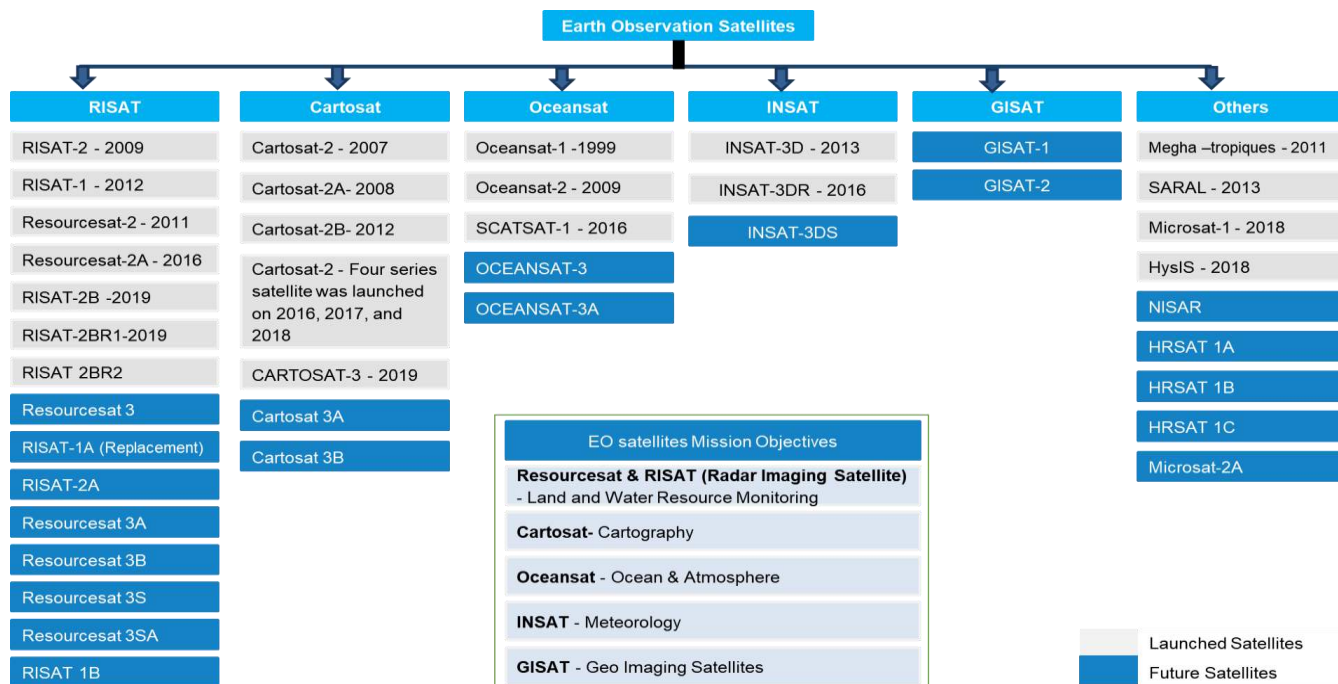 Earth Observation Satellites
RISAT
RISAT-2 - 2009
RISAT-1 - 2012
Resourcesat-2 - 2011
Resourcesat-2A - 2016
RISAT-2B -2019
RISAT-2BR1-2019
RISAT 2BR2
Resourcesat 3
RISAT-1A (Replacement)
RISAT-2A
Resourcesat 3A
Resourcesat 3B
Resourcesat 3S
Resourcesat 3SA
RISAT 1B
Cartosat
Cartosat-2 - 2007
Cartosat-2A- 2008
Cartosat-2B- 2012
Cartosat-2 - Four series
satellite was launched
on 2016, 2017, and
2018
CARTOSAT-3 - 2019
Cartosat 3A
Cartosat 3B
Oceansat
Oceansat-1 -1999
Oceansat-2 - 2009
SCATSAT-1 - 2016
OCEANSAT-3
OCEANSAT-3A
INSAT
INSAT-3D - 2013
INSAT-3DR - 2016
INSAT-3DS
GISAT
GISAT-1
GISAT-2
Others
Megha –tropiques - 2011
SARAL - 2013
Microsat-1 - 2018
HysIS - 2018
NISAR
HRSAT 1A
HRSAT 1B
HRSAT 1C
Microsat-2A
EO satellites Mission Objectives
Resourcesat & RISAT (Radar Imaging Satellite)
- Land and Water Resource Monitoring
Cartosat- Cartography
Oceansat - Ocean & Atmosphere
INSAT - Meteorology
GISAT - Geo Imaging Satellites
Launched Satellites
Future Satellites